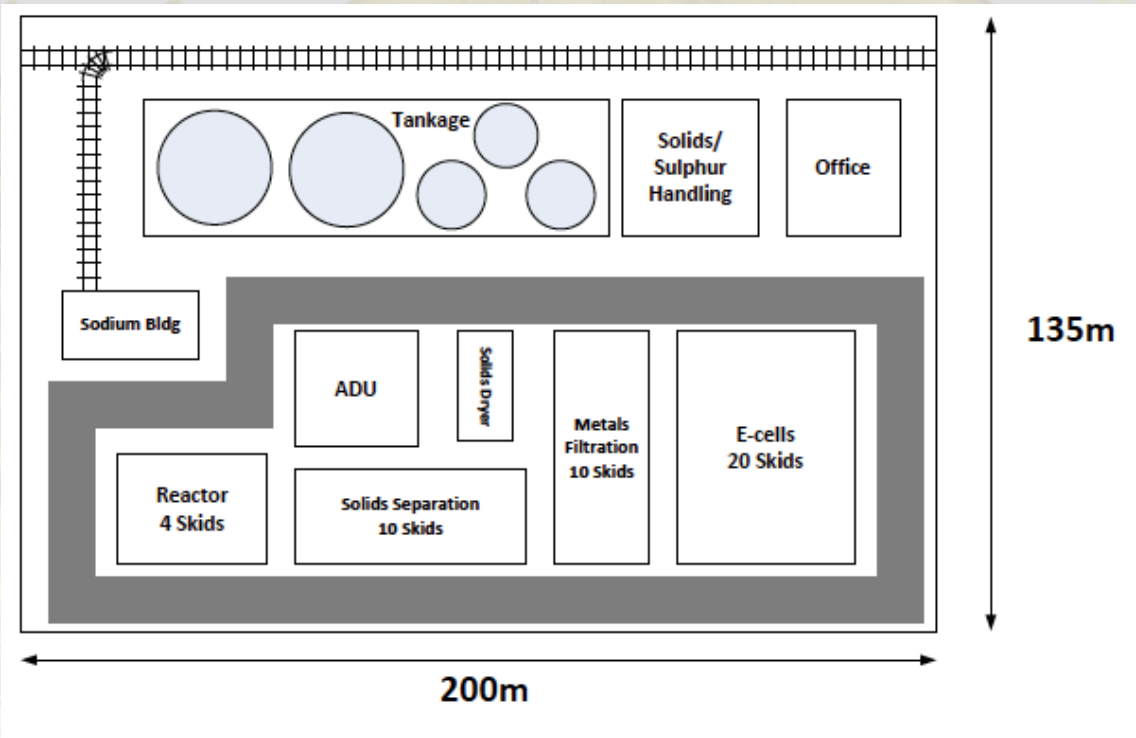 Tankage
Solids/
Sulphur
Handling
Office
135m
Sodium Bldg
ADU
Solids Dryer
Metals
Filtration
10 Skids
E-cells
20 Skids
Reactor
4 Skids
Solids Separation
10 Skids
200m